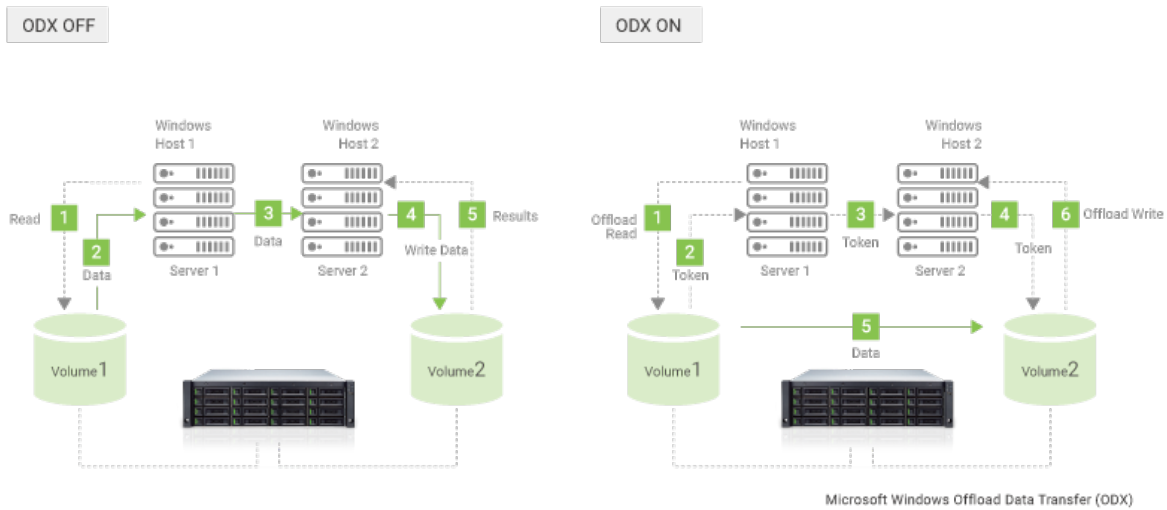 ODX OFF
Windows
Host 1
Windows
Host 2
Read
1
2
Data
3
Data
4
Write Data
5
Results
Server 1
Server 2
Volume1
Volume2
ODX ON
Windows
Host 1
Windows
Host 2
Offload
Read
1
2
Token
3
Token
4
Token
6
Offload Write
Server 1
Server 2
5
Data
Volume1
Volume2
Microsoft Windows Offload Data Transfer (ODX)